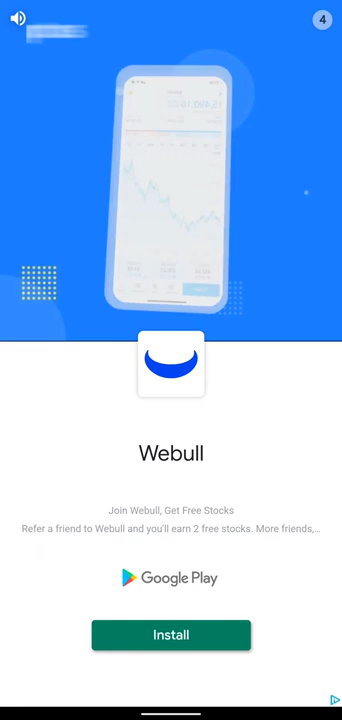 4
Webull
Join Webull, Get Free Stocks
Refer a friend to Webull and you'll earn 2 free stocks. More friends,...
Google Play
Install